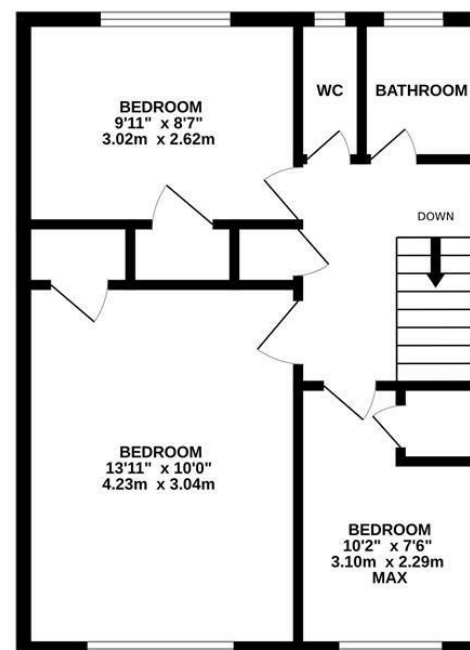 WC
BATHROOM
BEDROOM
9'11" x 8'7"
3.02m x 2.62m
DOWN
BEDROOM
13'11" x 10'0"
4.23m x 3.04m
BEDROOM
10'2" x 7'6"
3.10m x 2.29m
MAX